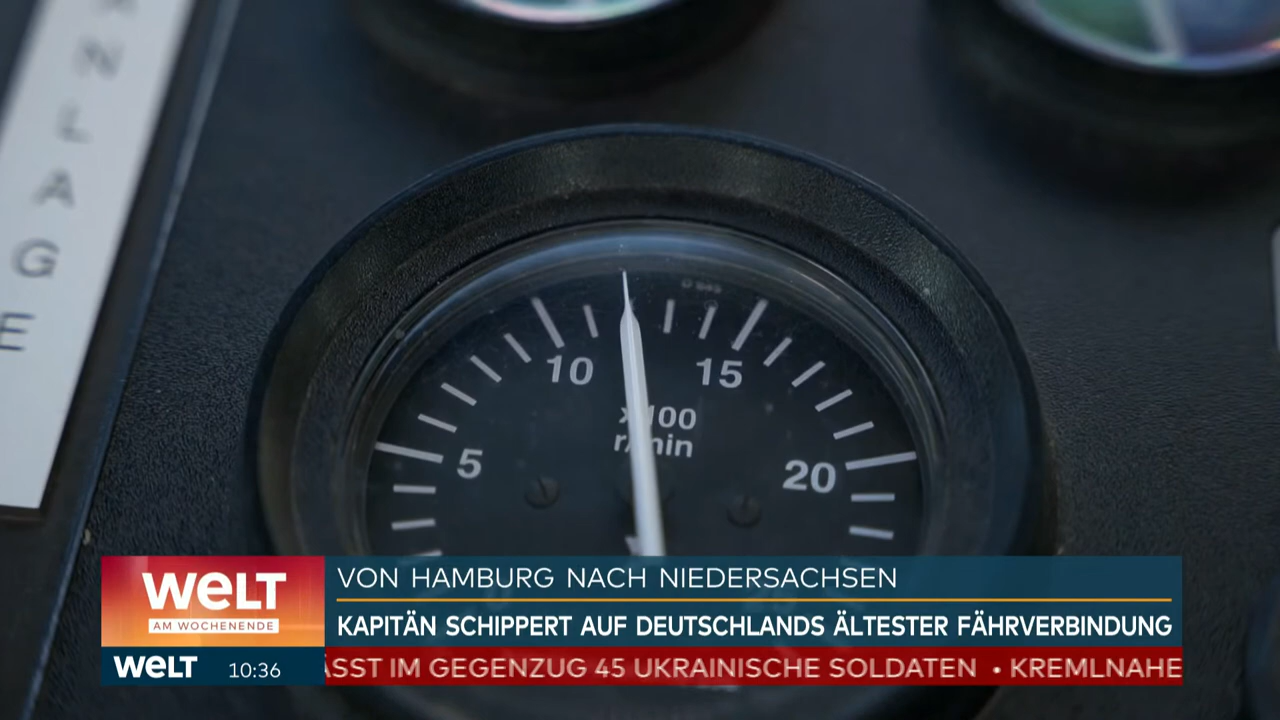 ANLAGE
10
15
x100
r/min
5
20
welt
AM WOCHENENDE
VON HAMBURG NACH NIEDERSACHSEN
KAPITÄN SCHIPPERT AUF DEUTSCHLANDS ÄLTESTER FÄHRVERBINDUNG
welt
10:36
ÄSST IM GEGENZUG 45 UKRAINISCHE SOLDATEN • KREMLNAHE